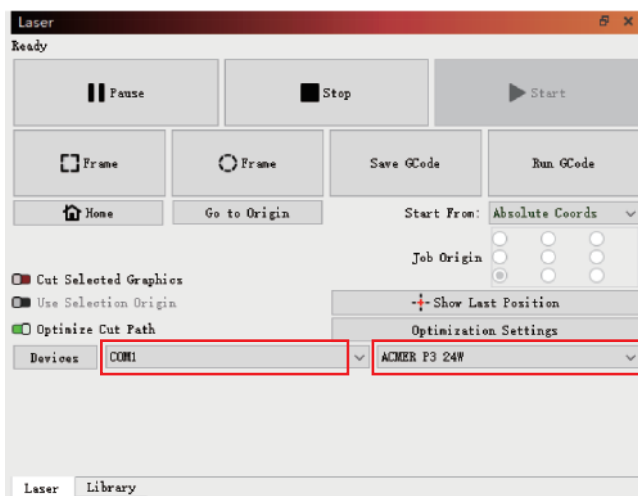 Laser
Ready
Pause Stop Start
Frame Frame Save GCode Run GCode
Home Go to Origin Start From: Absolute Coords
Job Origin
Cut Selected Graphics
Use Selection Origin Show Last Position
Optimize Cut Path Optimization Settings
Devices COM1 ACMER P3 24W
Laser Library